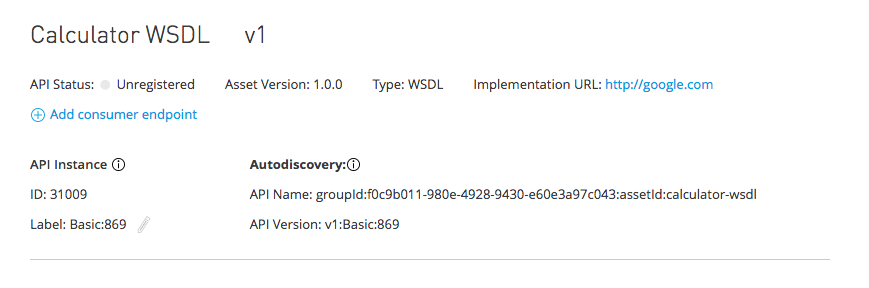 Calculator WSDL v1
API Status: Unregistered Asset Version: 1.0.0 Type: WSDL Implementation URL: http://google.com
Add consumer endpoint
API Instance Autodiscovery:
ID: 31009 API Name: groupId:f0c9b011-980e-4928-9430-e60e3a97c043:assetId:calculator-wsdl
Label: Basic:869 API Version: v1:Basic:869